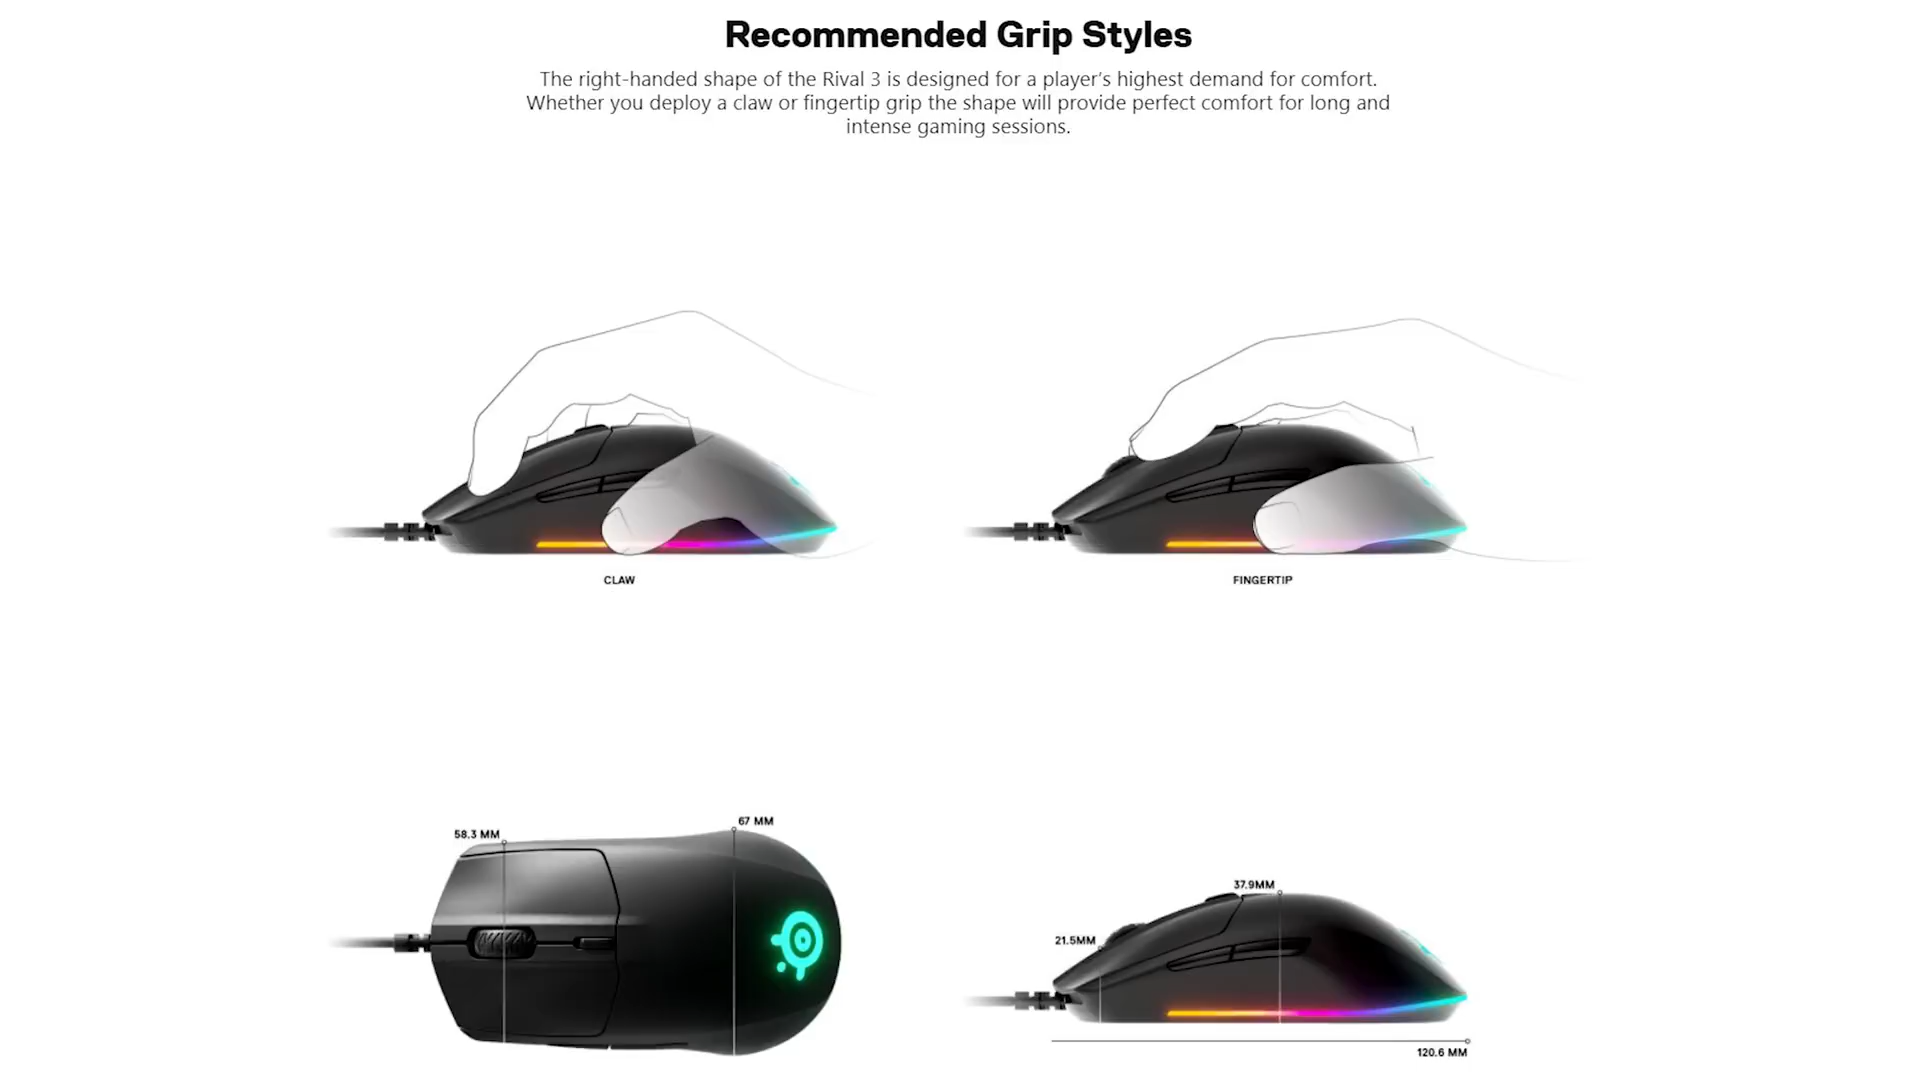 Recommended Grip Styles
The right-handed shape of the Rival 3 is designed for a player's highest demand for comfort.
Whether you deploy a claw or fingertip grip the shape will provide perfect comfort for long and
intense gaming sessions.
CLAW
FINGERTIP
58.3 MM
67 MM
37.9MM
21.5MM
120.6 MM